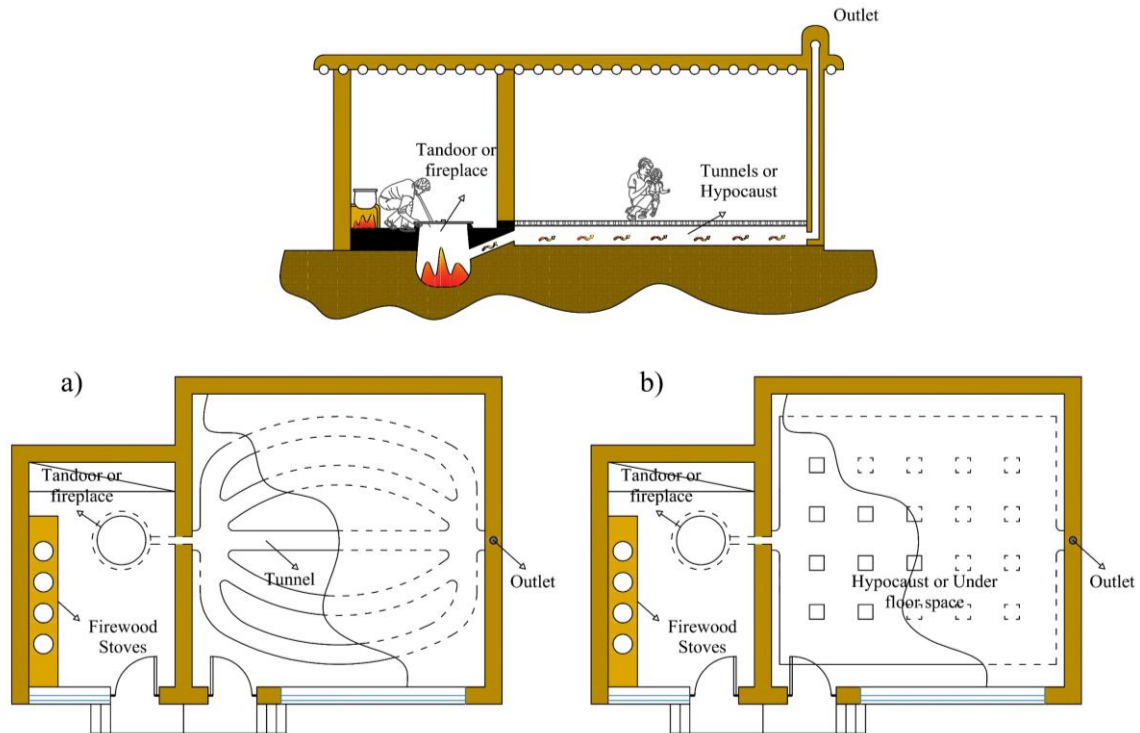 Outlet
Tandoor or
fireplace
Tunnels or
Hypocaust
a)
Tandoor or
fireplace
Tunnel
Outlet
Firewood
Stoves
b)
Tandoor or
fireplace
Hypocaust or Under
floor space
Outlet
Firewood
Stoves